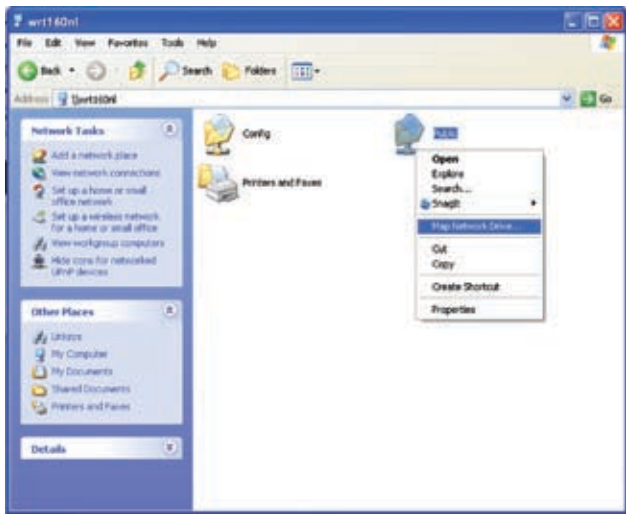 wrt160nl
File Edit View Favorites Tools Help
Back Search Folders
Address \\wrt160nl Go
Network Tasks
Add a network place
View network connections
Set up a home or small
office network
Set up a wireless network
for a home or small office
View workgroup computers
Hide icons for networked
UPnP devices
Other Places
Linksys
My Computer
My Documents
Shared Documents
Printers and Faxes
Details
Config
Public
Printers and Faxes
Open
Explore
Search...
SnagIt
Map Network Drive...
Cut
Copy
Create Shortcut
Properties